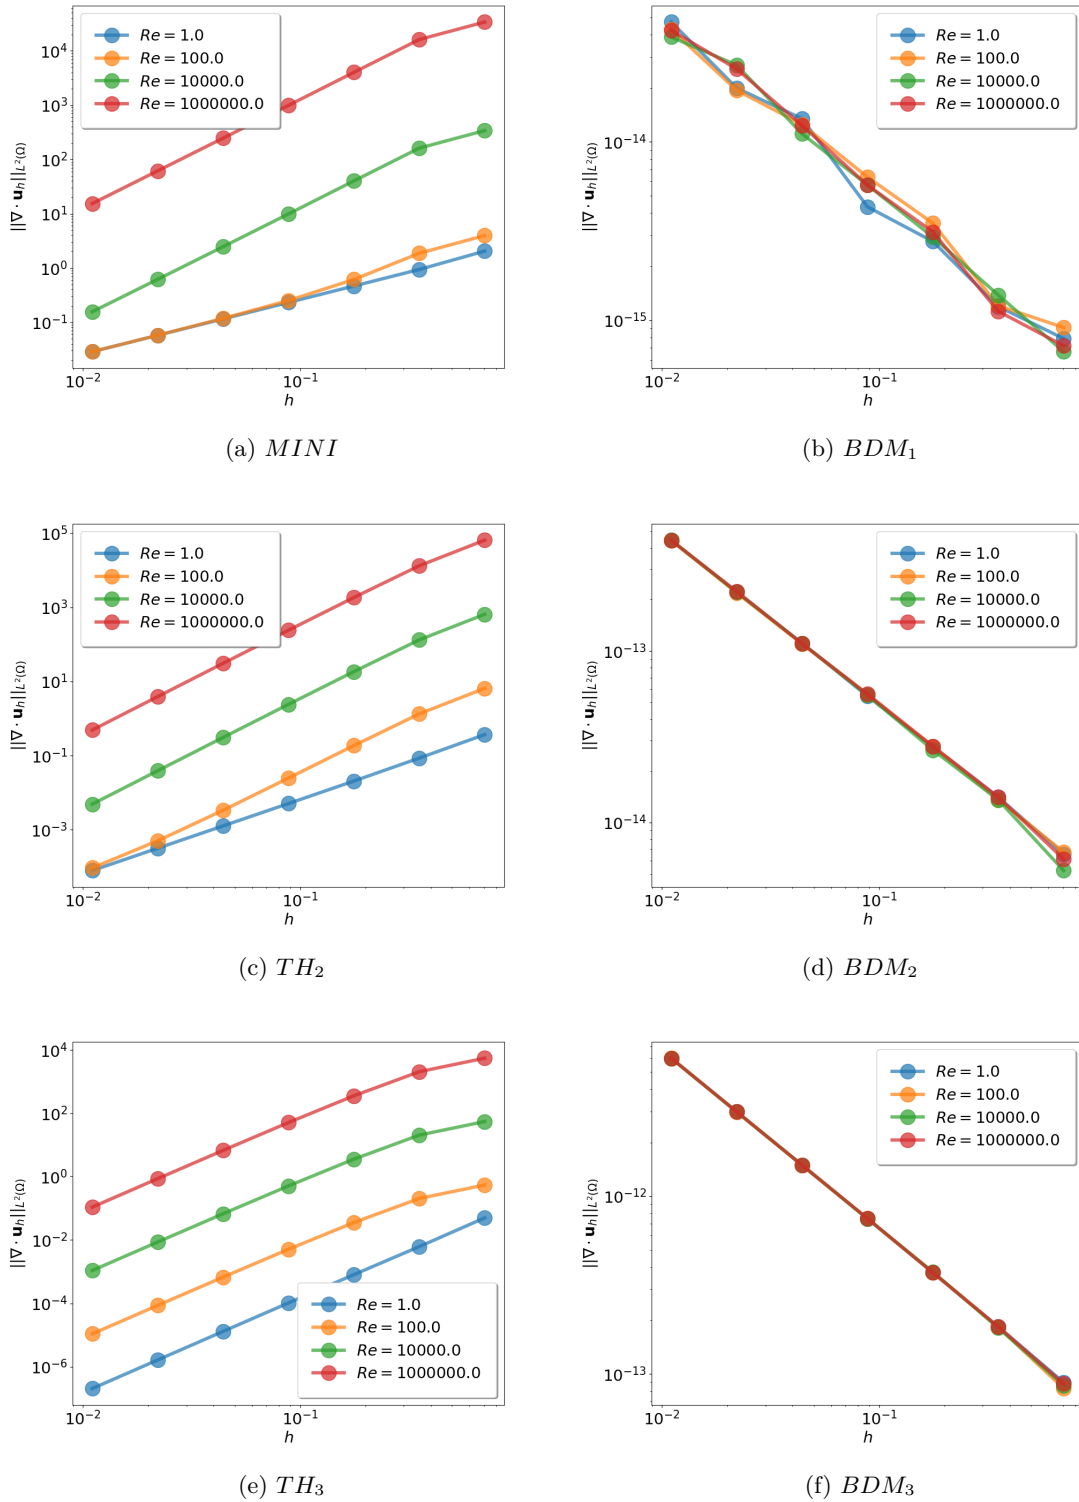 10^4
10^3
10^2
10^1
10^0
10^{-1}
||∇ · u_h||_{L^2(Ω)}
Re = 1.0
Re = 100.0
Re = 10000.0
Re = 1000000.0
10^{-2}
10^{-1}
h
(a) MINI
10^{-14}
10^{-15}
||∇ · u_h||_{L^2(Ω)}
Re = 1.0
Re = 100.0
Re = 10000.0
Re = 1000000.0
10^{-2}
10^{-1}
h
(b) BDM_1
10^5
10^3
10^1
10^{-1}
10^{-3}
||∇ · u_h||_{L^2(Ω)}
Re = 1.0
Re = 100.0
Re = 10000.0
Re = 1000000.0
10^{-2}
10^{-1}
h
(c) TH_2
10^{-13}
10^{-14}
||∇ · u_h||_{L^2(Ω)}
Re = 1.0
Re = 100.0
Re = 10000.0
Re = 1000000.0
10^{-2}
10^{-1}
h
(d) BDM_2
10^4
10^2
10^0
10^{-2}
10^{-4}
10^{-6}
||∇ · u_h||_{L^2(Ω)}
Re = 1.0
Re = 100.0
Re = 10000.0
Re = 1000000.0
10^{-2}
10^{-1}
h
(e) TH_3
10^{-12}
10^{-13}
||∇ · u_h||_{L^2(Ω)}
Re = 1.0
Re = 100.0
Re = 10000.0
Re = 1000000.0
10^{-2}
10^{-1}
h
(f) BDM_3